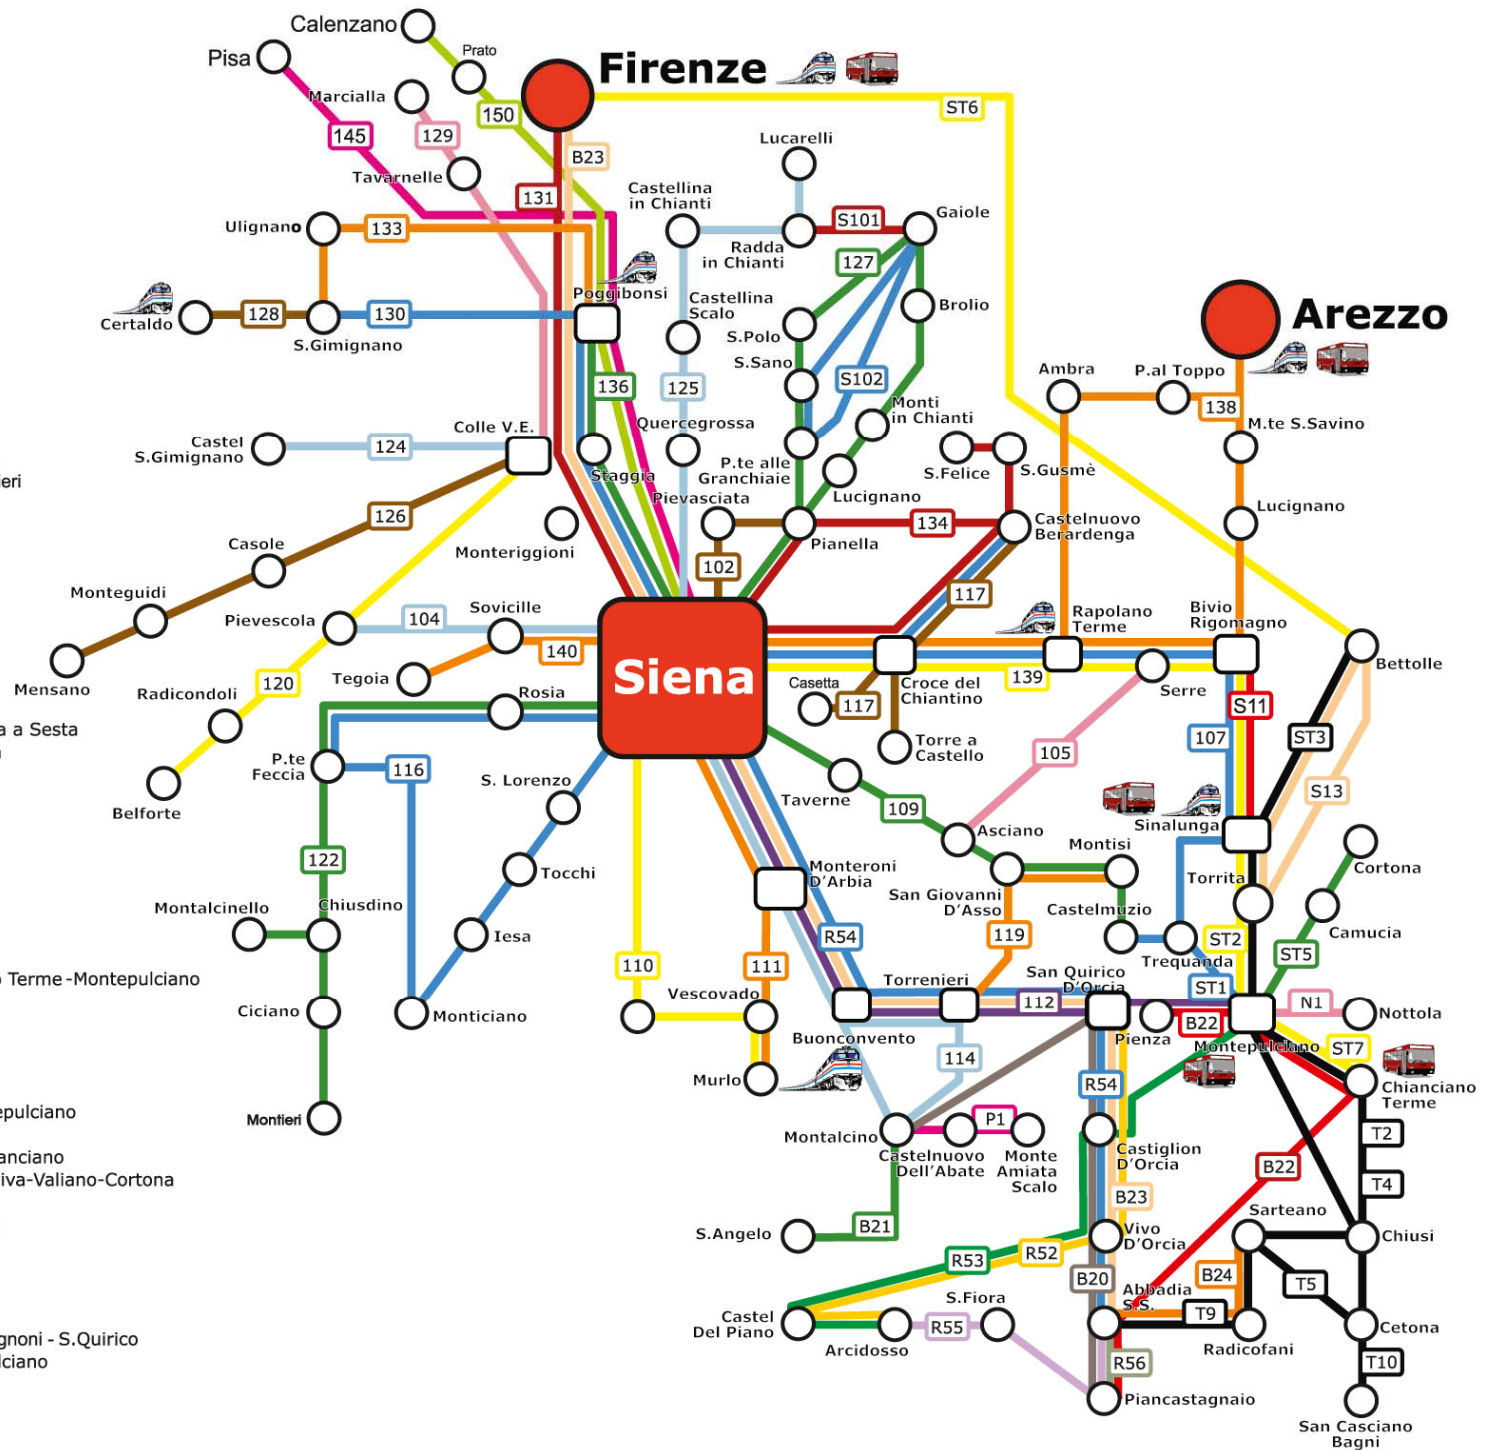 Calenzano
Pisa
Prato
Firenze
Marcialla
150
145
129
ST6
B23
Lucarelli
Tavarnelle
131
Castellina
in Chianti
Ulignano
133
S101
Gaiole
Radda
in Chianti
127
Poggibonsi
Castellina
Scalo
Brolio
Certaldo
128
130
S.Gimignano
Arezzo
S.Polo
S.Sano
136
125
S102
Ambra
P.al Toppo
138
M.te S.Savino
Monti
in Chianti
Colle V.E.
Quercegrossa
Castel
S.Gimignano
124
Staggia
P.te alle
Granchiaie
S.Felice
S.Gusmè
ieri
Pievasciata
Lucignano
Lucignano
126
134
Castelnuovo
Berardenga
Monteriggioni
Pianella
Casole
102
Monteguidi
117
Pievescola
104
Sovicille
Rapolano
Terme
Bivio
Rigomagno
140
Siena
Bettolle
Mensano
Tegoia
Radicondoli
120
Casetta
117
Croce del
Chiantino
139
Serre
Rosia
S11
a a Sesta
a
107
ST3
105
Torre a
Castello
P.te
Feccia
116
S. Lorenzo
Taverne
S13
Belforte
109
Sinalunga
Asciano
Montisi
122
Tocchi
Monteroni
D'Arbia
Cortona
Torrita
San Giovanni
D'Asso
Castelmuzio
Montalcinello
Chiusdino
Iesa
R54
119
ST2
Camucia
Trequanda
ST5
110
111
o Terme -Montepulciano
Torrenieri
San Quirico
D'Orcia
ST1
Vescovado
112
N1
Ciciano
Monticiano
Pienza
B22
Nottola
Buonconvento
Montepulciano
ST7
114
Murlo
R54
Chianciano
Terme
epulciano
Montieri
P1
T2
Montalcino
Castelnuovo
Dell'Abate
Monte
Amiata
Scalo
Castiglion
D'Orcia
anciano
iva-Valiano-Cortona
B22
T4
B23
Sarteano
S.Angelo
B21
Vivo
D'Orcia
Chiusi
R53
R52
B20
B24
T5
S.Fiora
Abbadia
S.S.
T9
Castel
Del Piano
R55
Cetona
gnoni - S.Quirico
Arcidosso
Radicofani
lciano
R56
T10
Piancastagnaio
San Casciano
Bagni